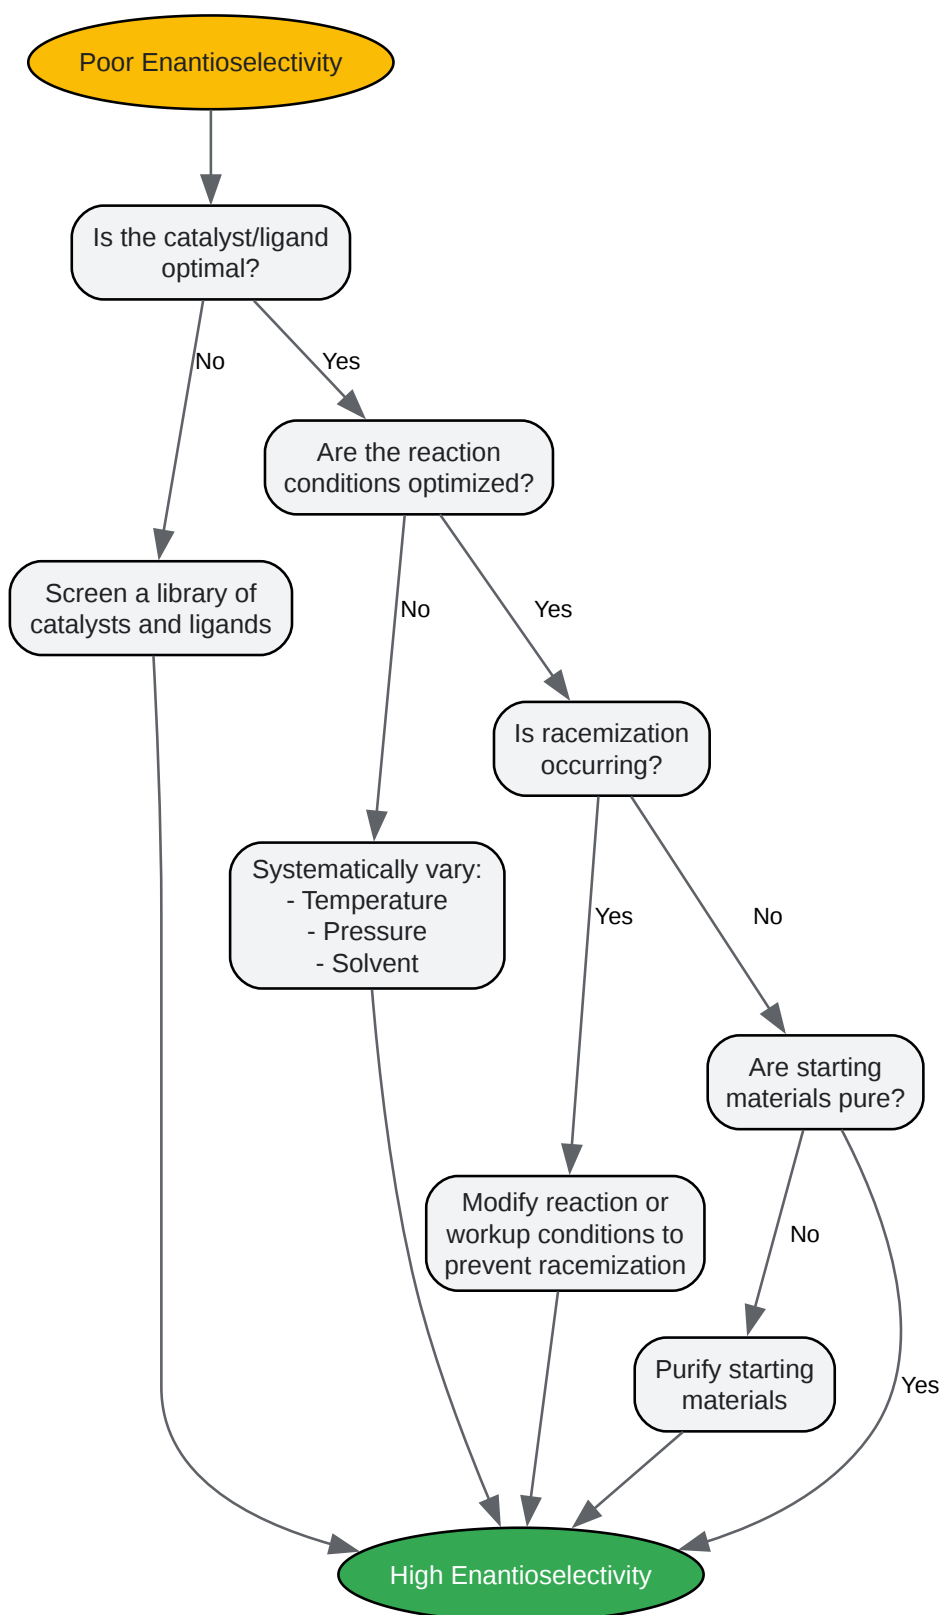 Poor Enantioselectivity
Is the catalyst/ligand
optimal?
No
Yes
Are the reaction
conditions optimized?
Screen a library of
catalysts and ligands
No
Yes
Is racemization
occurring?
Systematically vary:
- Temperature
- Pressure
- Solvent
Yes
No
Are starting
materials pure?
Modify reaction or
workup conditions to
prevent racemization
No
Purify starting
materials
Yes
High Enantioselectivity